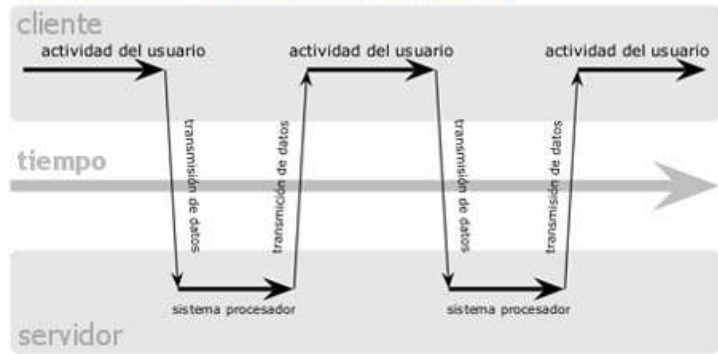 cliente
actividad del usuario
actividad del usuario
actividad del usuario
transmisión de datos
transmición de datos
transmisión de datos
transmisión de datos
tiempo
sistema procesador
sistema procesador
servidor